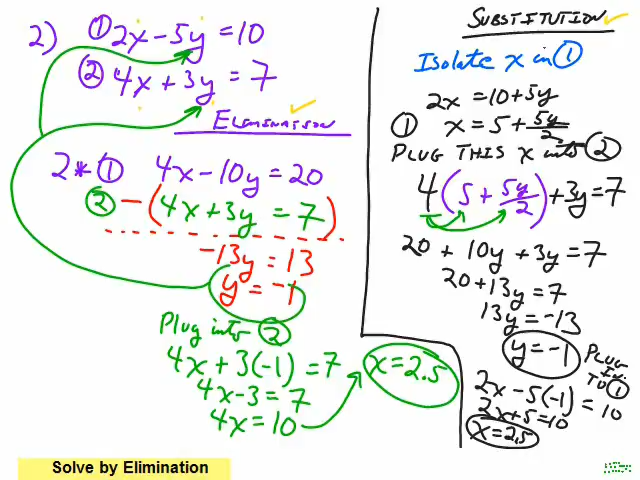 2) ① 2x - 5y = 10
② 4x + 3y = 7
ELIMINATION
2 * ① 4x - 10y = 20
② - (4x + 3y = 7)
-13y = 13
y = -1
Plug into ②
4x + 3(-1) = 7
4x - 3 = 7
4x = 10
x = 2.5
SUBSTITUTION
Isolate x in ①
2x = 10 + 5y
① x = 5 + 5y/2
PLUG THIS x into ②
4(5 + 5y/2) + 3y = 7
20 + 10y + 3y = 7
20 + 13y = 7
13y = -13
y = -1
PLUG
IN
TO ①
2x - 5(-1) = 10
2x + 5 = 10
x = 2.5
Solve by Elimination